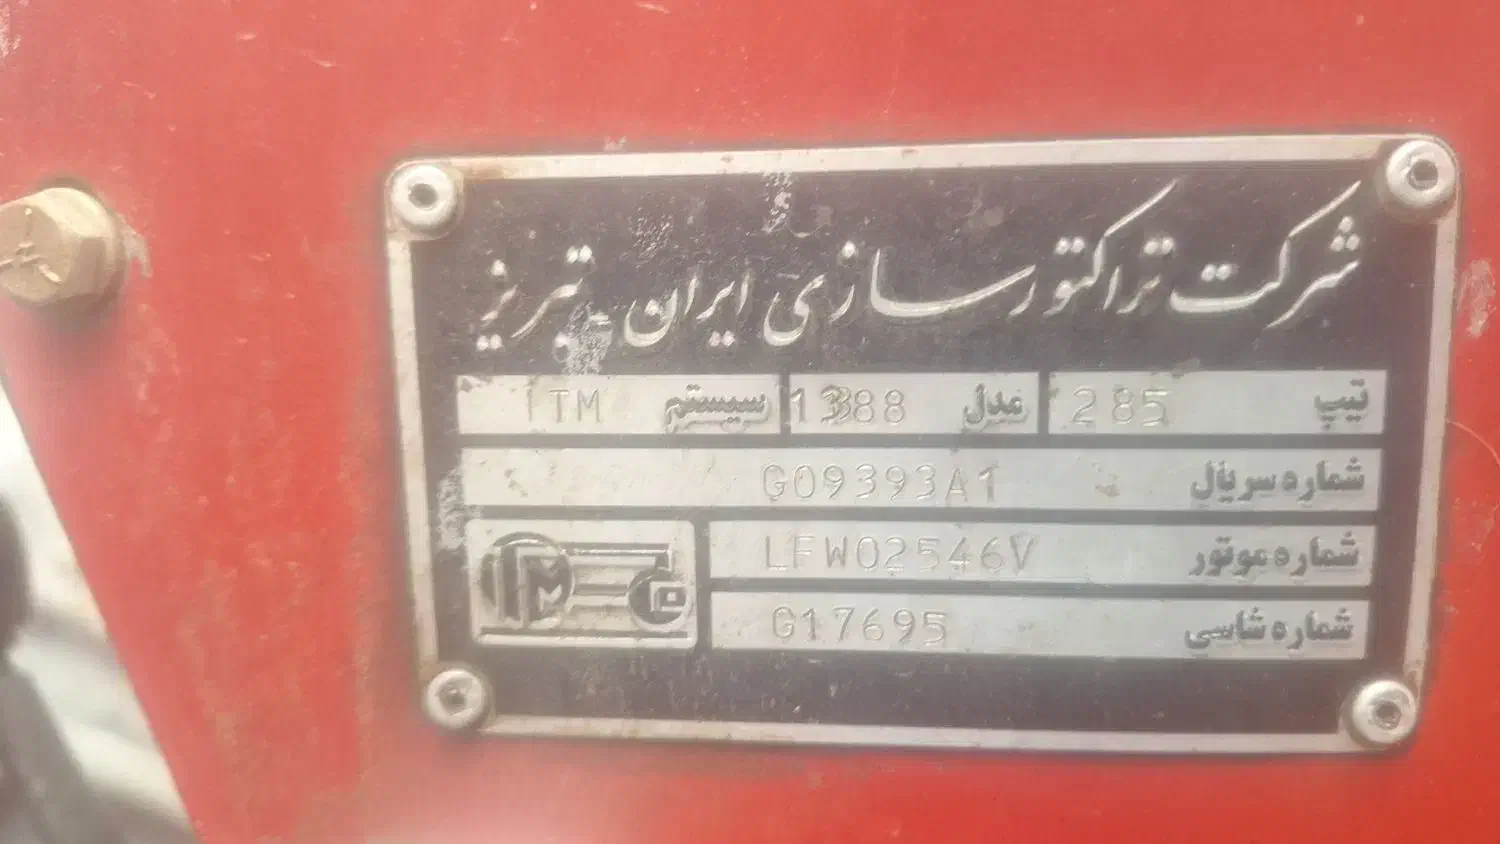 شرکت تراکتورسازی ایران. تبریز
تیپ 285 مدل 1388 سیستم ITM
شماره سریال G09393A1
شماره موتور LFW02546V
شماره شاسی G17695